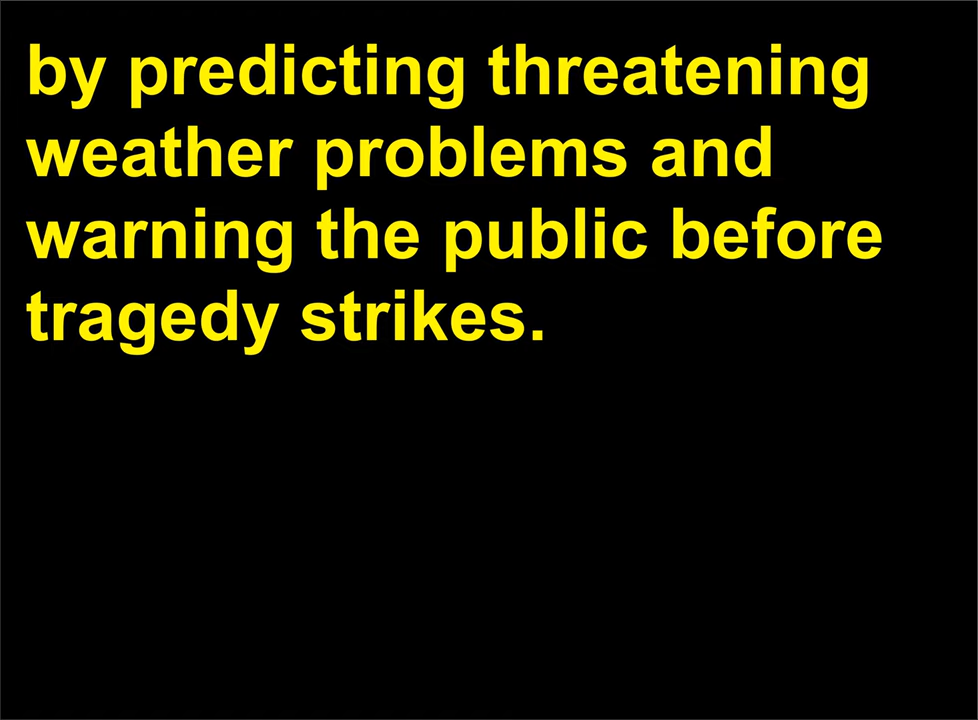 by predicting threatening
weather problems and
warning the public before
tragedy strikes.